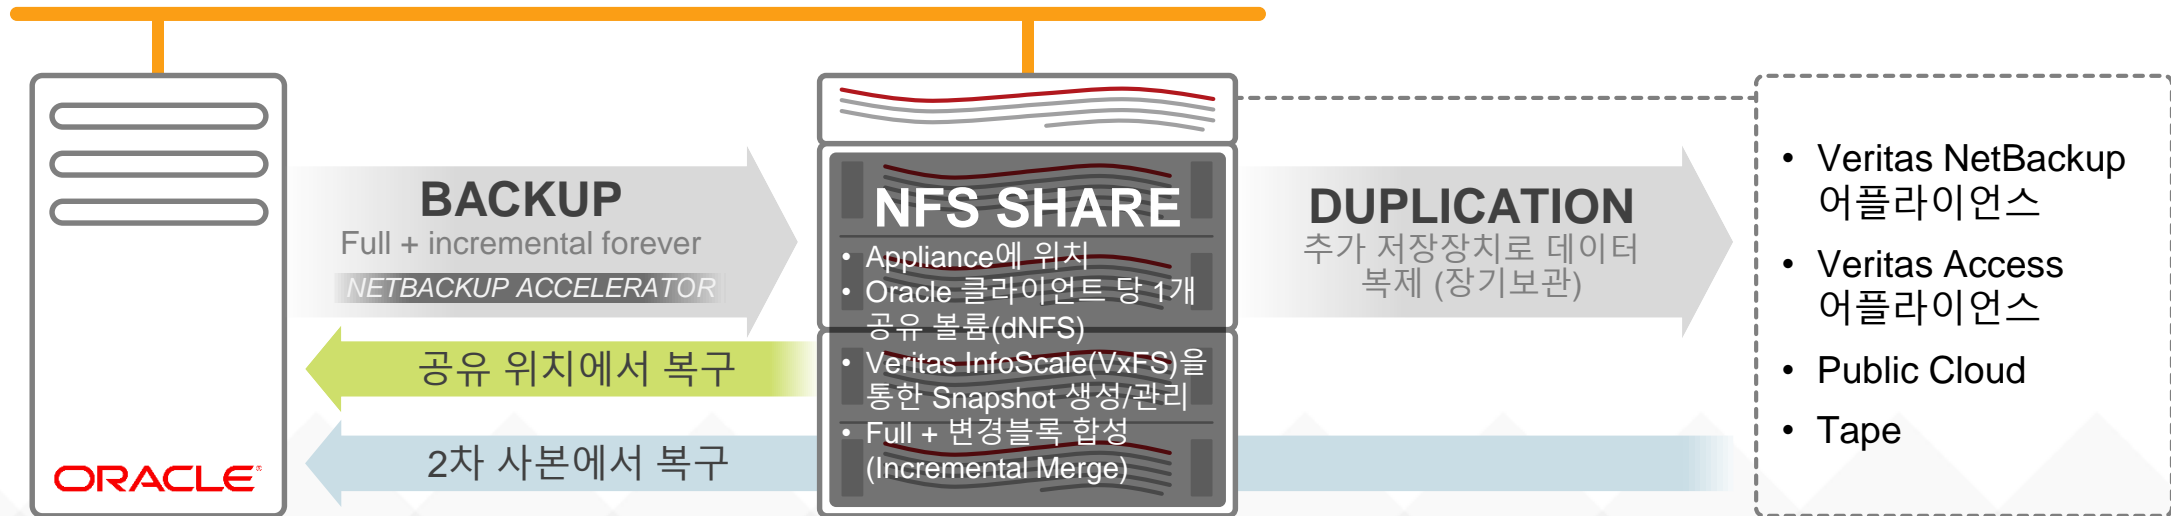 BACKUP
Full + incremental forever
NETBACKUP ACCELERATOR
공유 위치에서 복구
2차 사본에서 복구
ORACLE®
NFS SHARE
• Appliance에 위치
• Oracle 클라이언트 당 1개
공유 볼륨(dNFS)
• Veritas InfoScale(VxFS)을
통한 Snapshot 생성/관리
• Full + 변경블록 합성
(Incremental Merge)
DUPLICATION
추가 저장장치로 데이터
복제 (장기보관)
• Veritas NetBackup
어플라이언스
• Veritas Access
어플라이언스
• Public Cloud
• Tape